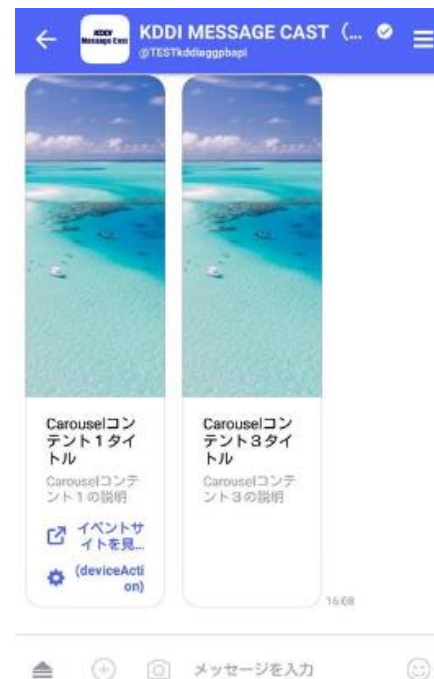 KDDI
Message Cast
KDDI MESSAGE CAST (...
@TESTkddiaggpbapi
Carouselコン
テント1タイ
トル
Carouselコンテ
ント1の説明
イベントサ
イトを見...
(deviceActi
on)
Carouselコン
テント3タイ
トル
Carouselコンテ
ント3の説明
16:08
メッセージを入力